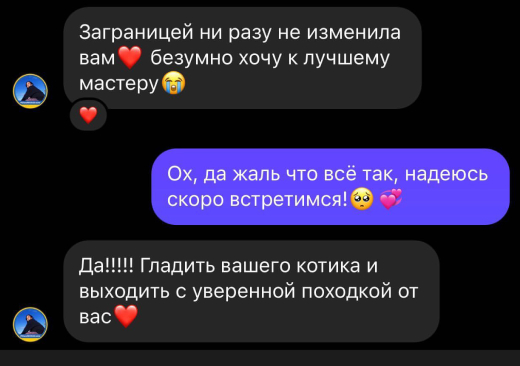 Заграницей ни разу не изменила
вам❤️ безумно хочу к лучшему
мастеру😭
❤️
Ох, да жаль что всё так, надеюсь
скоро встретимся!🥺 💞
Да!!!!! Гладить вашего котика и
выходить с уверенной походкой от
вас❤️